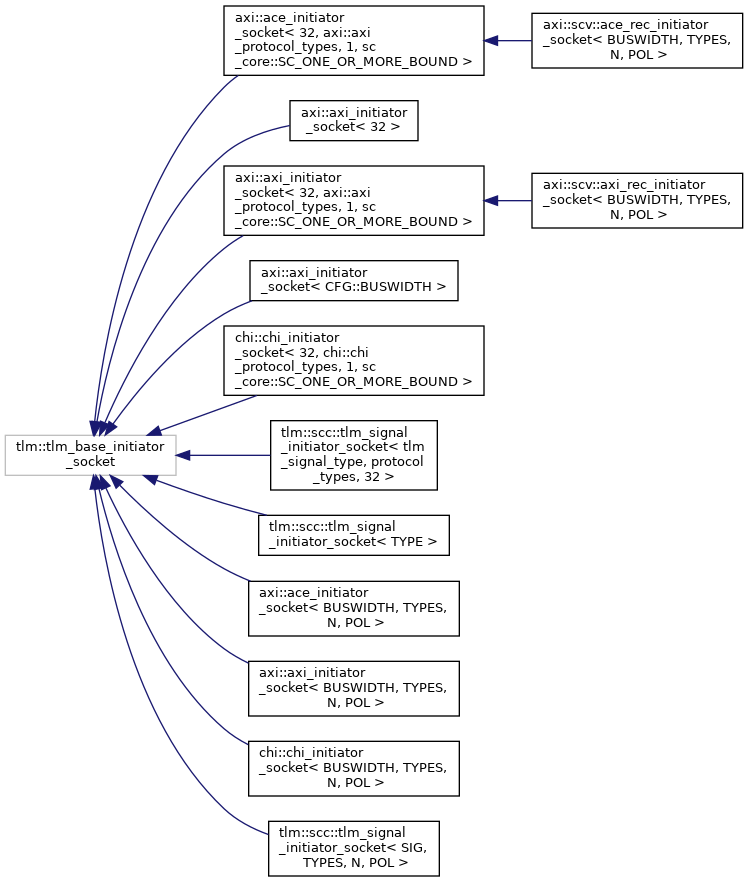 axi::ace_initiator
_socket< 32, axi::axi
_protocol_types, 1, sc
_core::SC_ONE_OR_MORE_BOUND >
axi::scv::ace_rec_initiator
_socket< BUSWIDTH, TYPES,
N, POL >
axi::axi_initiator
_socket< 32 >
axi::axi_initiator
_socket< 32, axi::axi
_protocol_types, 1, sc
_core::SC_ONE_OR_MORE_BOUND >
axi::scv::axi_rec_initiator
_socket< BUSWIDTH, TYPES,
N, POL >
axi::axi_initiator
_socket< CFG::BUSWIDTH >
chi::chi_initiator
_socket< 32, chi::chi
_protocol_types, 1, sc
_core::SC_ONE_OR_MORE_BOUND >
tlm::tlm_base_initiator
_socket
tlm::scc::tlm_signal
_initiator_socket< tlm
_signal_type, protocol
_types, 32 >
tlm::scc::tlm_signal
_initiator_socket< TYPE >
axi::ace_initiator
_socket< BUSWIDTH, TYPES,
N, POL >
axi::axi_initiator
_socket< BUSWIDTH, TYPES,
N, POL >
chi::chi_initiator
_socket< BUSWIDTH, TYPES,
N, POL >
tlm::scc::tlm_signal
_initiator_socket< SIG,
TYPES, N, POL >